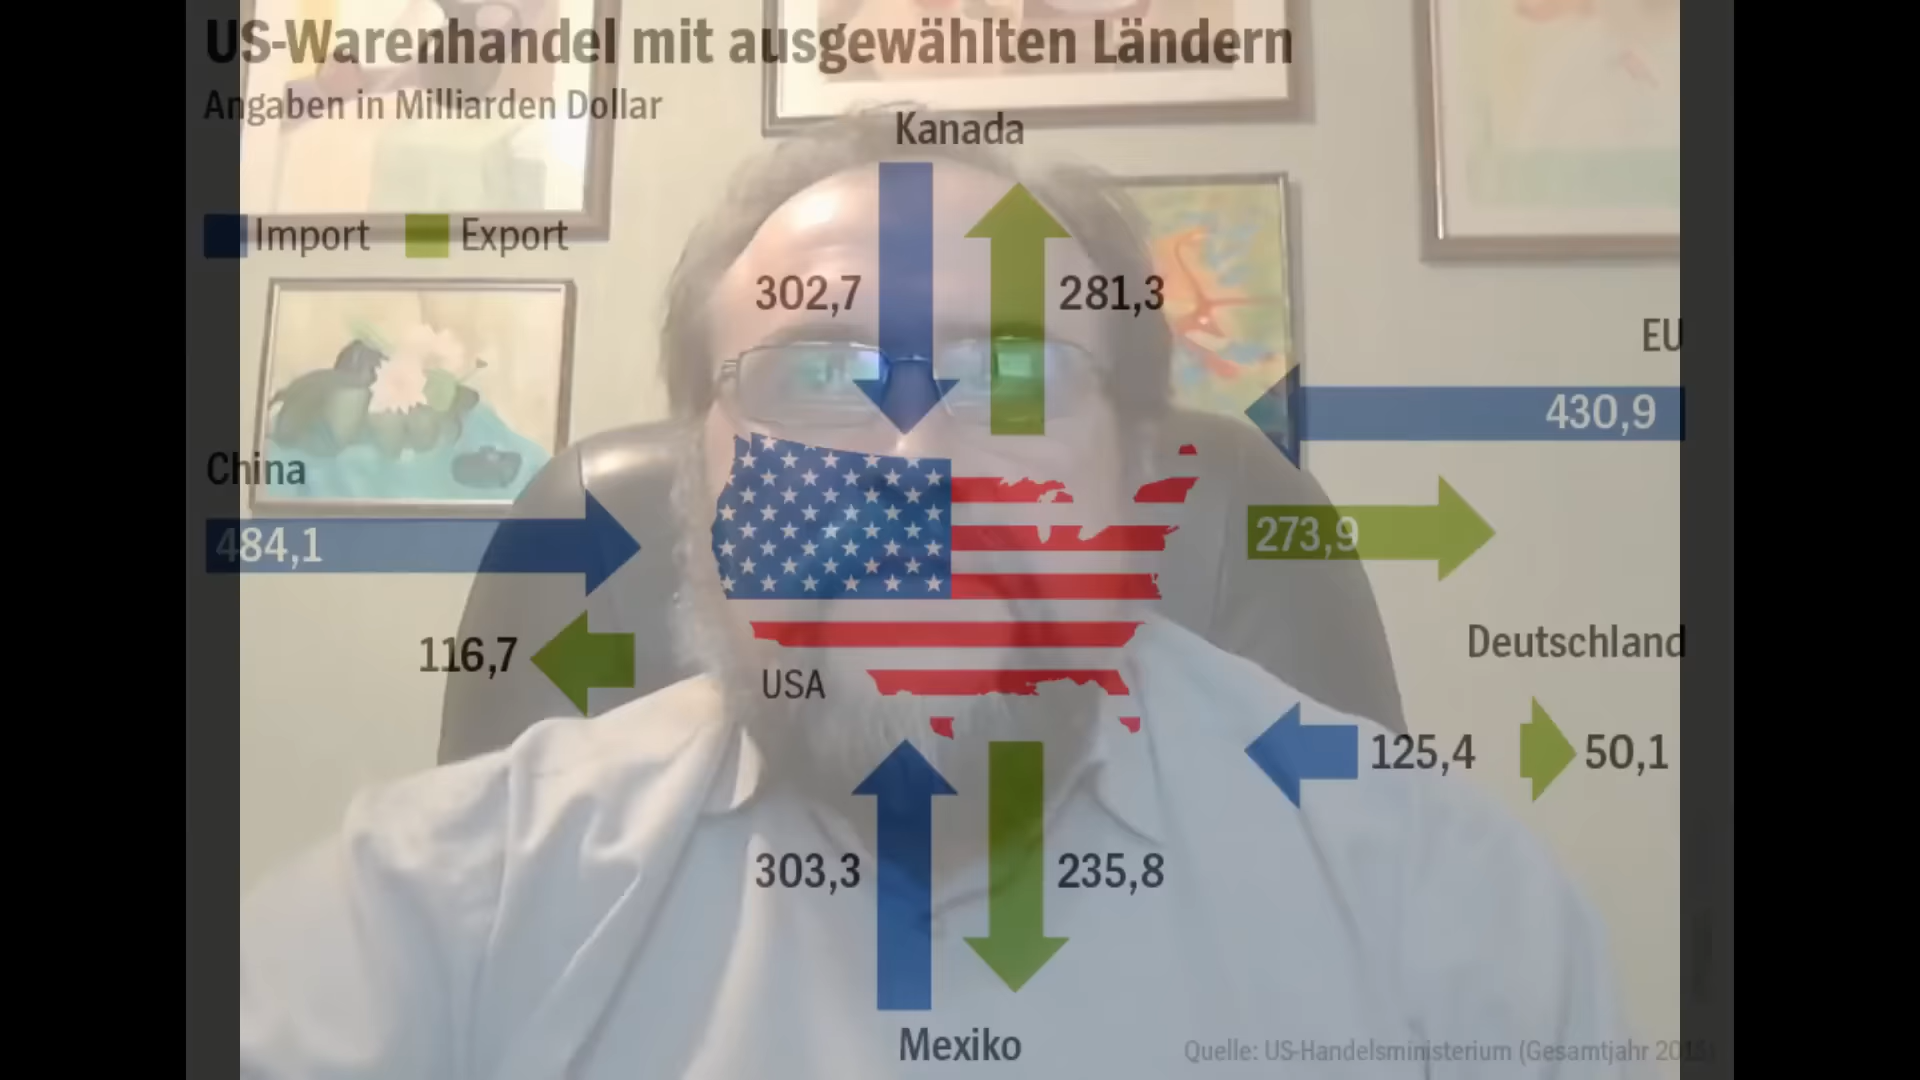 US-Warenhandel mit ausgewählten Ländern
Angaben in Milliarden Dollar
Kanada
Import Export
302,7 281,3
EU
430,9
China
484,1
273,9
116,7
USA
Deutschland
125,4 50,1
303,3 235,8
Mexiko
Quelle: US-Handelsministerium (Gesamtjahr